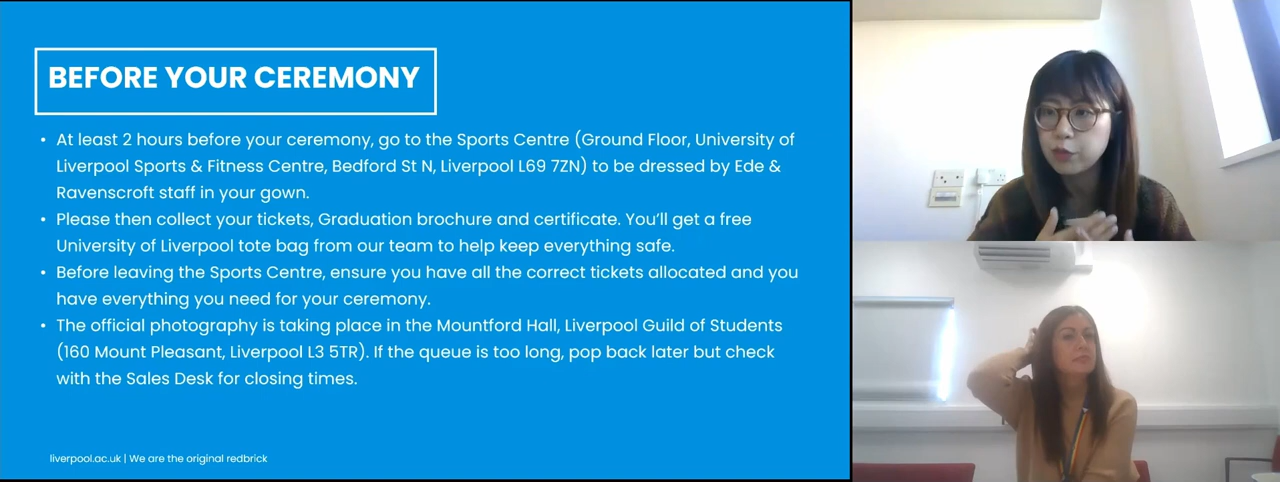 BEFORE YOUR CEREMONY
• At least 2 hours before your ceremony, go to the Sports Centre (Ground Floor, University of
Liverpool Sports & Fitness Centre, Bedford St N, Liverpool L69 7ZN) to be dressed by Ede &
Ravenscroft staff in your gown.
• Please then collect your tickets, Graduation brochure and certificate. You’ll get a free
University of Liverpool tote bag from our team to help keep everything safe.
• Before leaving the Sports Centre, ensure you have all the correct tickets allocated and you
have everything you need for your ceremony.
• The official photography is taking place in the Mountford Hall, Liverpool Guild of Students
(160 Mount Pleasant, Liverpool L3 5TR). If the queue is too long, pop back later but check
with the Sales Desk for closing times.
liverpool.ac.uk | We are the original redbrick